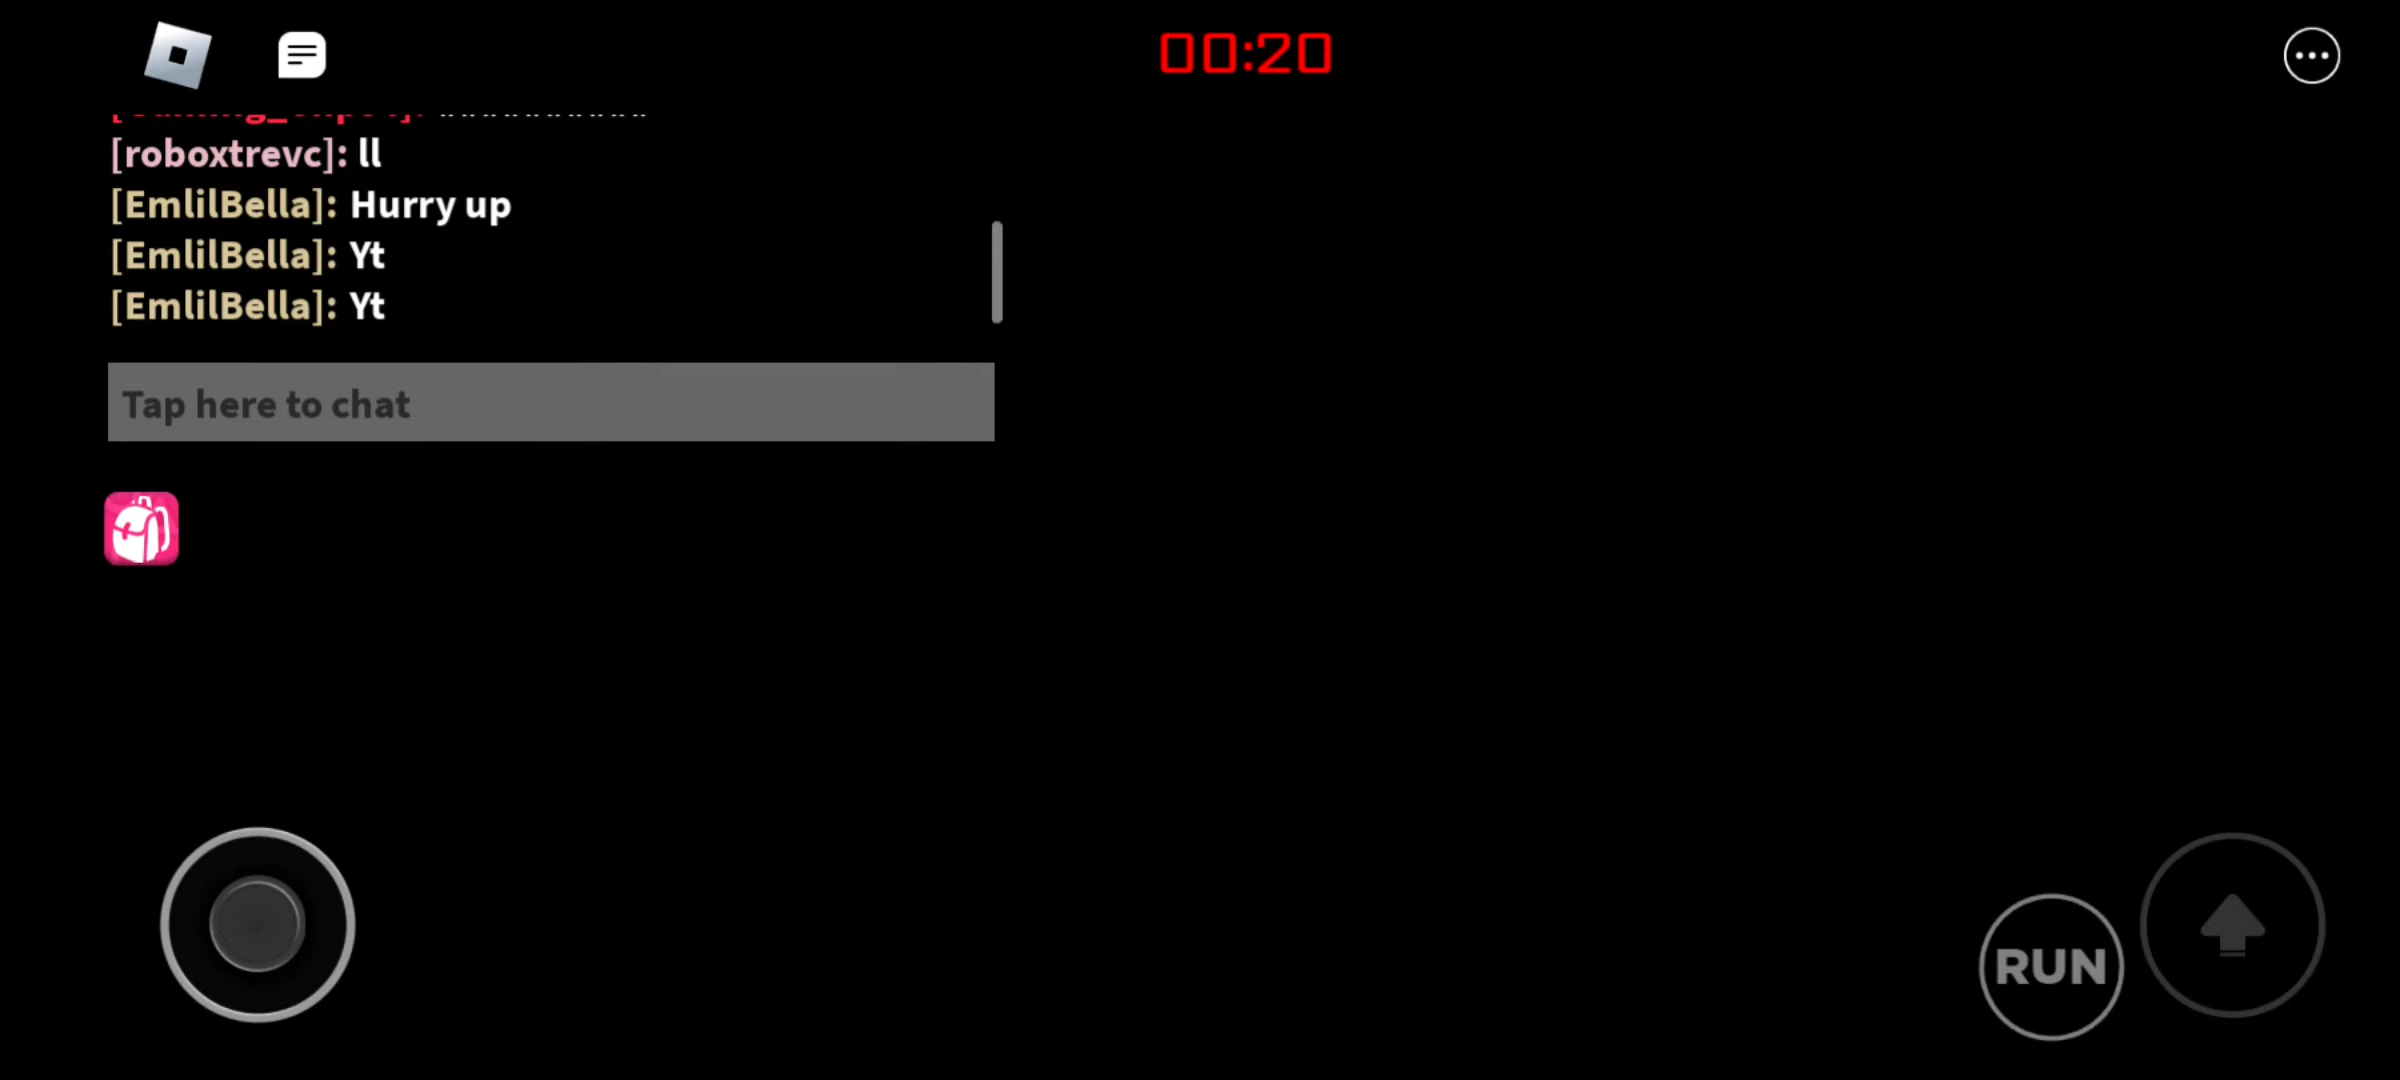 00:20
[roboxtrevc]: ll
[EmlilBella]: Hurry up
[EmlilBella]: Yt
[EmlilBella]: Yt
Tap here to chat
RUN